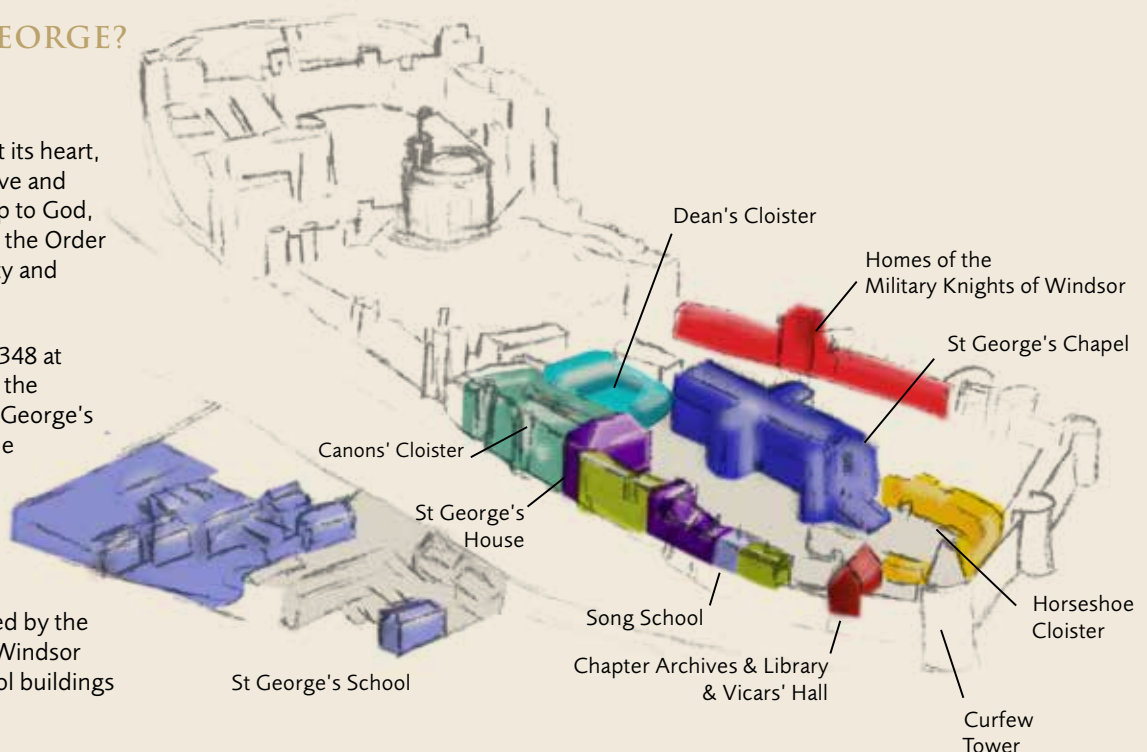 EORGE?
t its heart,
ve and
p to God,
the Order
ty and
348 at
the
George's
e
ed by the
Windsor
ol buildings
Dean's Cloister
Homes of the
Military Knights of Windsor
St George's Chapel
Canons' Cloister
St George's
House
Song School
Chapter Archives & Library
& Vicars' Hall
Horseshoe
Cloister
Curfew
Tower
St George's School